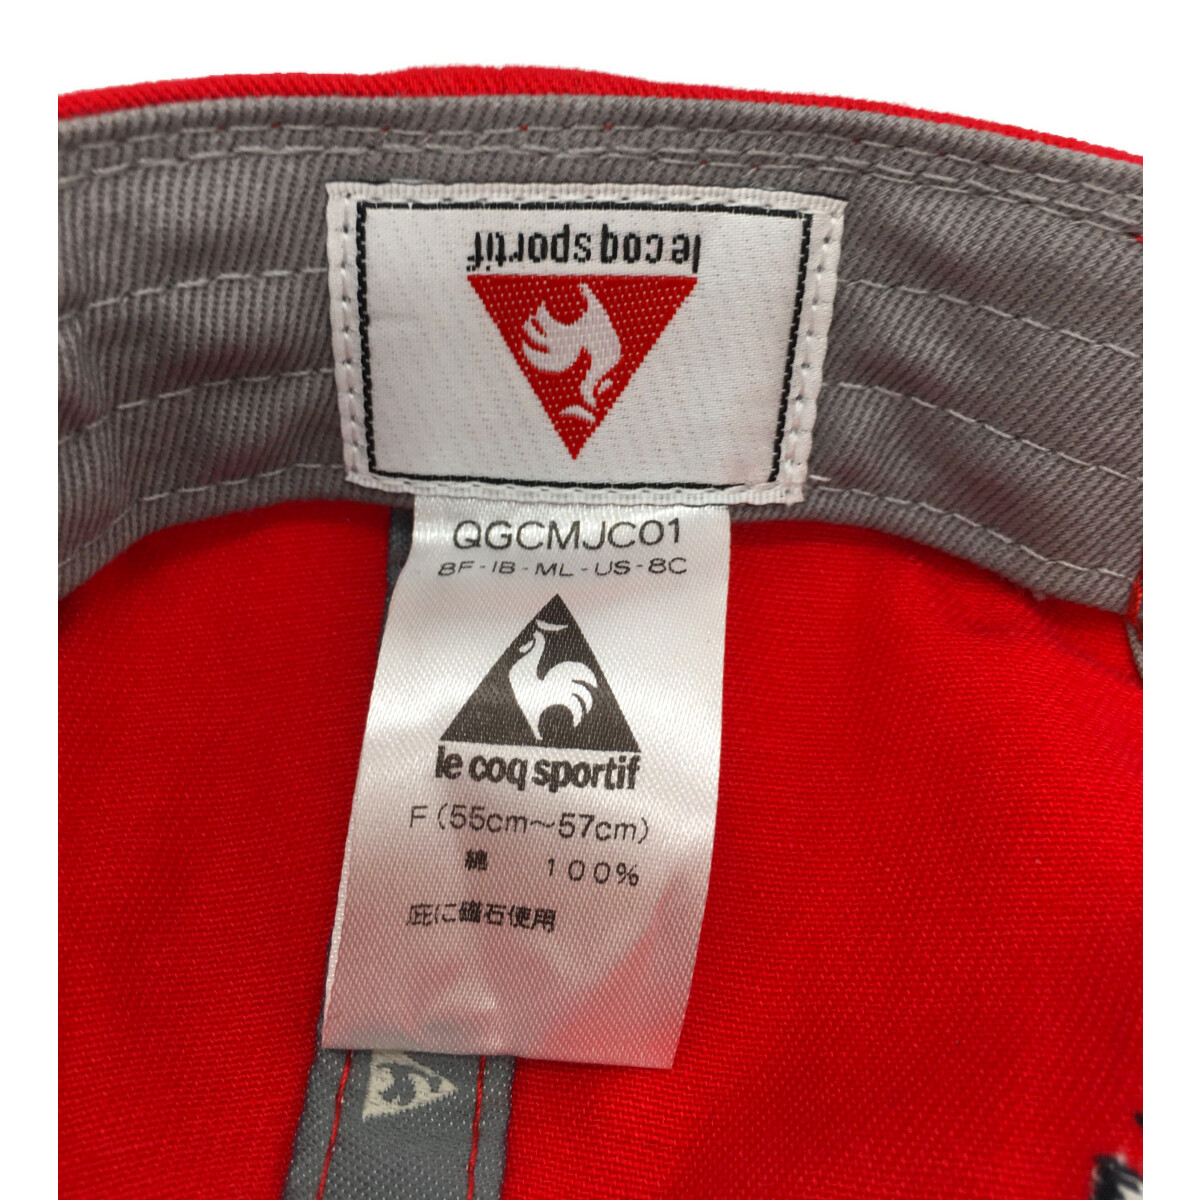 le coq sportif
QGCMJC01
8F-IB-ML-US-8C
le coq sportif
F(55cm～57cm)
綿 100%
庇に磁石使用